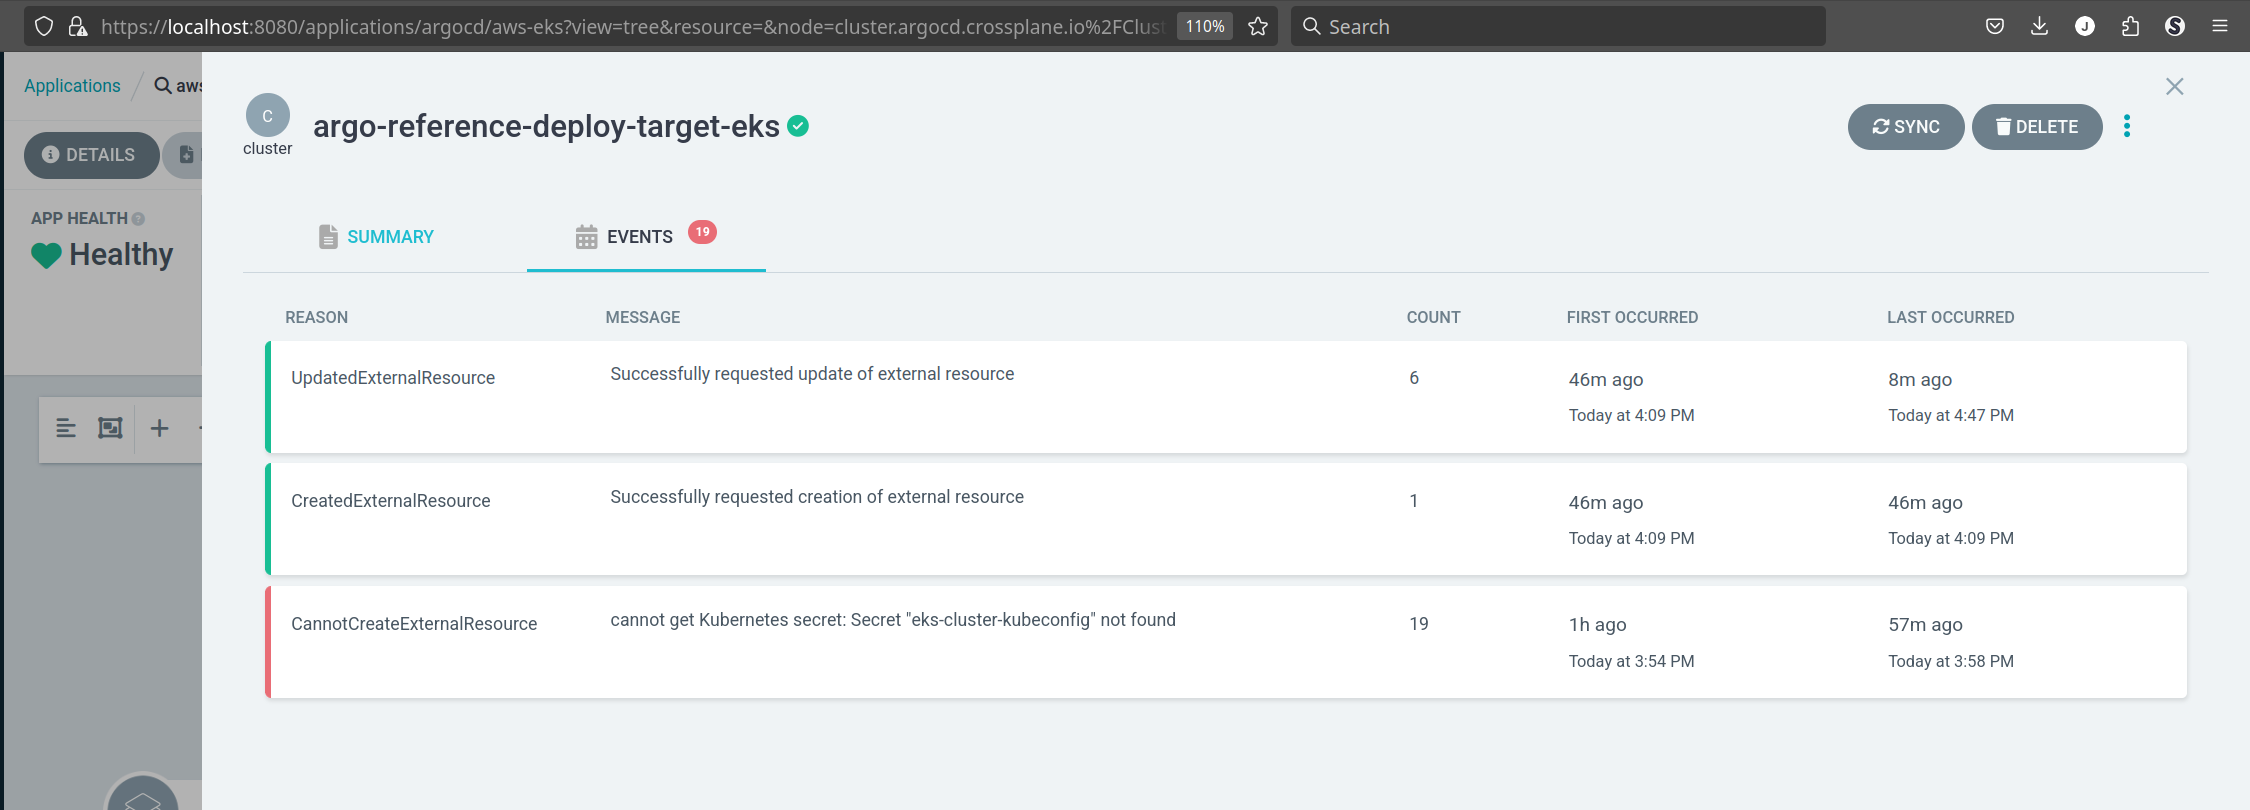 https://localhost:8080/applications/argocd/aws-eks?view=tree&resource=&node=cluster.argocd.crossplane.io%2FClust
110%
Search
J
S
Applications / aws
C
cluster
argo-reference-deploy-target-eks
SYNC
DELETE
DETAILS
APP HEALTH
Healthy
SUMMARY
EVENTS 19
REASON MESSAGE COUNT FIRST OCCURRED LAST OCCURRED
UpdatedExternalResource Successfully requested update of external resource 6 46m ago 8m ago
Today at 4:09 PM Today at 4:47 PM
CreatedExternalResource Successfully requested creation of external resource 1 46m ago 46m ago
Today at 4:09 PM Today at 4:09 PM
CannotCreateExternalResource cannot get Kubernetes secret: Secret "eks-cluster-kubeconfig" not found 19 1h ago 57m ago
Today at 3:54 PM Today at 3:58 PM